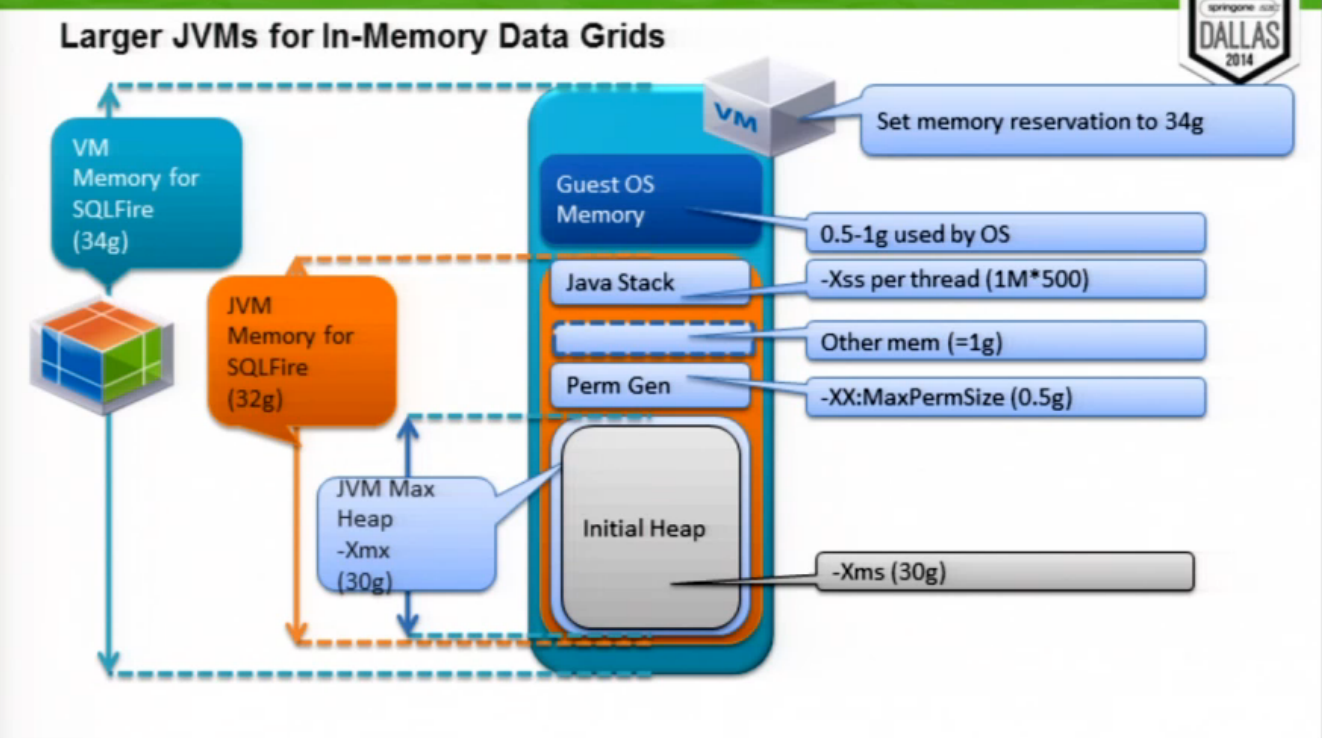 springone 2GX
DALLAS
2014
Larger JVMs for In-Memory Data Grids
VM
Set memory reservation to 34g
VM
Memory for
SQLFire
(34g)
Guest OS
Memory
0.5-1g used by OS
Java Stack
-Xss per thread (1M*500)
JVM
Memory for
SQLFire
(32g)
Other mem (=1g)
Perm Gen
-XX:MaxPermSize (0.5g)
JVM Max
Heap
-Xmx
(30g)
Initial Heap
-Xms (30g)